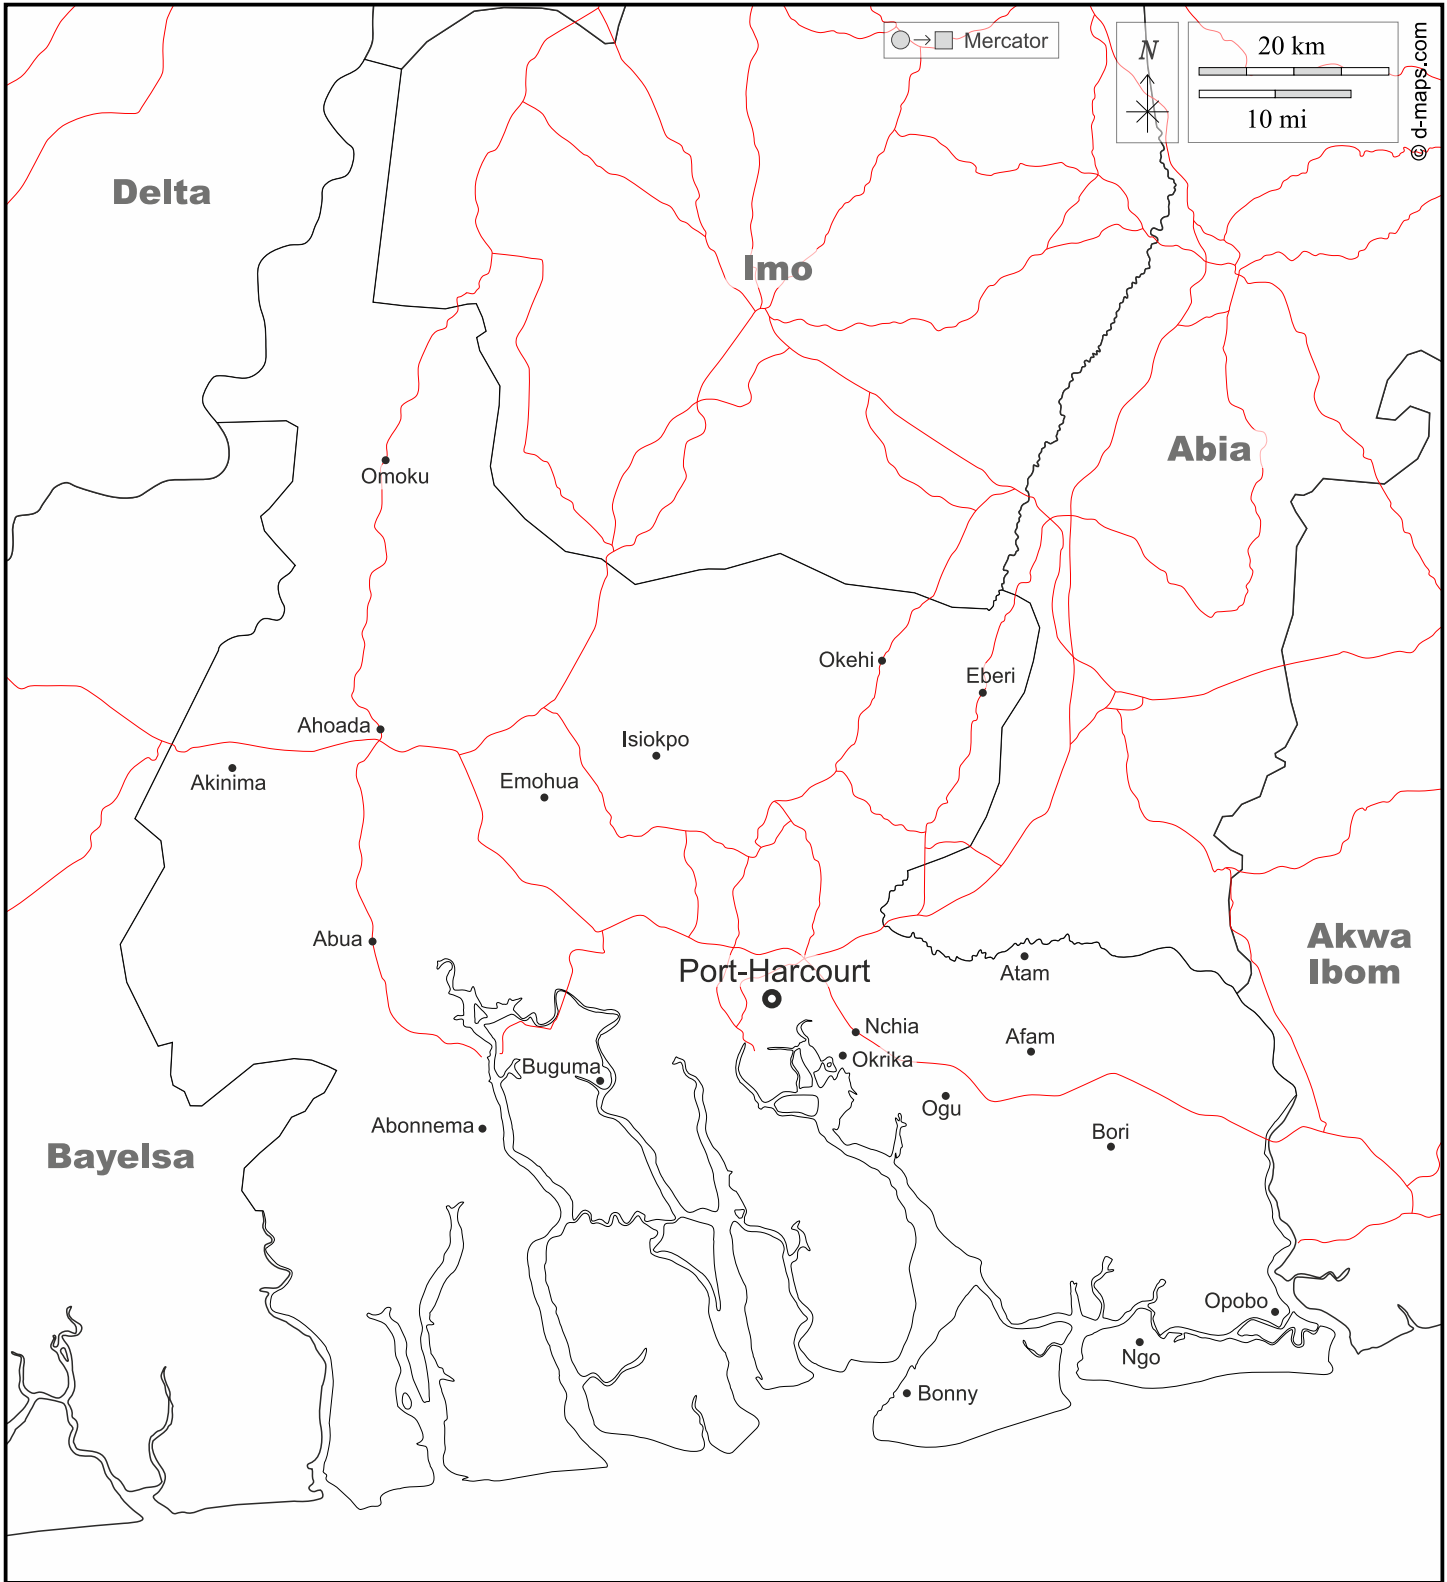 Mercator
N
20 km
10 mi
© d-maps.com
Delta
Imo
Abia
Omoku
Okehi
Eberi
Ahoada
Isiokpo
Akinima
Emohua
Abua
Akwa
Ibom
Port-Harcourt
Atam
Nchia
Afam
Okrika
Buguma
Ogu
Abonnema
Bori
Bayelsa
Opobo
Ngo
Bonny